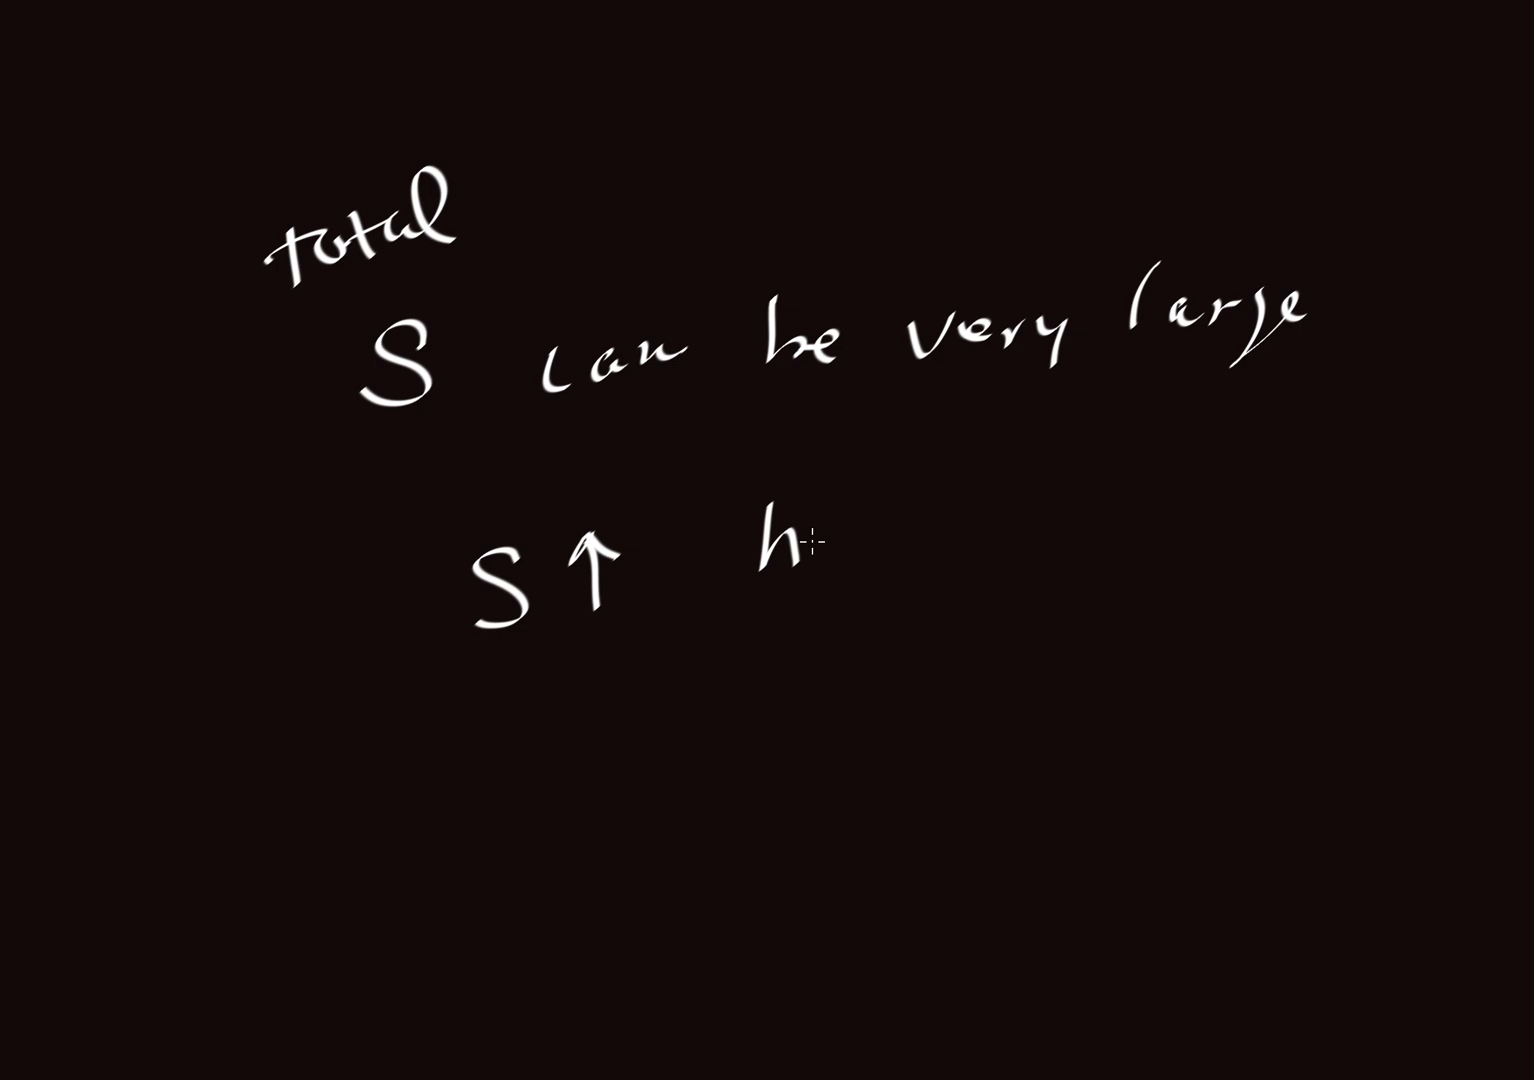 total
S can be very large
S ↑ h